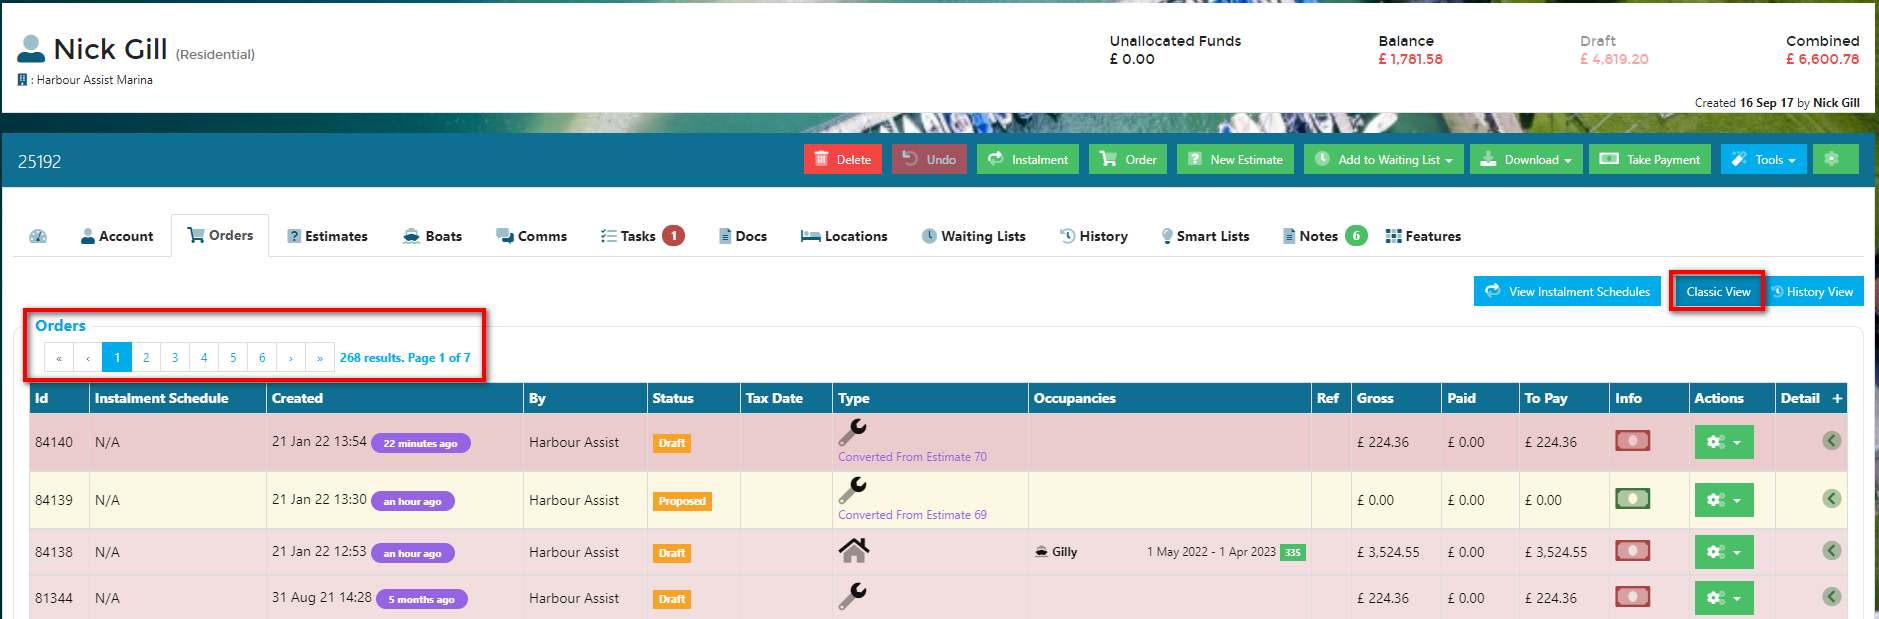 Nick Gill (Residential)
: Harbour Assist Marina
Unallocated Funds
£ 0.00
Balance
£ 1,781.58
Draft
£ 4,819.20
Combined
£ 6,600.78
Created 16 Sep 17 by Nick Gill
25192
Delete
Undo
Instalment
Order
New Estimate
Add to Waiting List
Download
Take Payment
Tools
Account
Orders
Estimates
Boats
Comms
Tasks 1
Docs
Locations
Waiting Lists
History
Smart Lists
Notes 6
Features
View Instalment Schedules
Classic View
History View
Orders
« ‹ 1 2 3 4 5 6 › » 268 results. Page 1 of 7
Id Instalment Schedule Created By Status Tax Date Type Occupancies Ref Gross Paid To Pay Info Actions Detail +
84140 N/A 21 Jan 22 13:54 22 minutes ago Harbour Assist Draft £ 224.36 £ 0.00 £ 224.36
Converted From Estimate 70
84139 N/A 21 Jan 22 13:30 an hour ago Harbour Assist Proposed £ 0.00 £ 0.00 £ 0.00
Converted From Estimate 69
84138 N/A 21 Jan 22 12:53 an hour ago Harbour Assist Draft Gilly 1 May 2022 - 1 Apr 2023 335 £ 3,524.55 £ 0.00 £ 3,524.55
81344 N/A 31 Aug 21 14:28 5 months ago Harbour Assist Draft £ 224.36 £ 0.00 £ 224.36